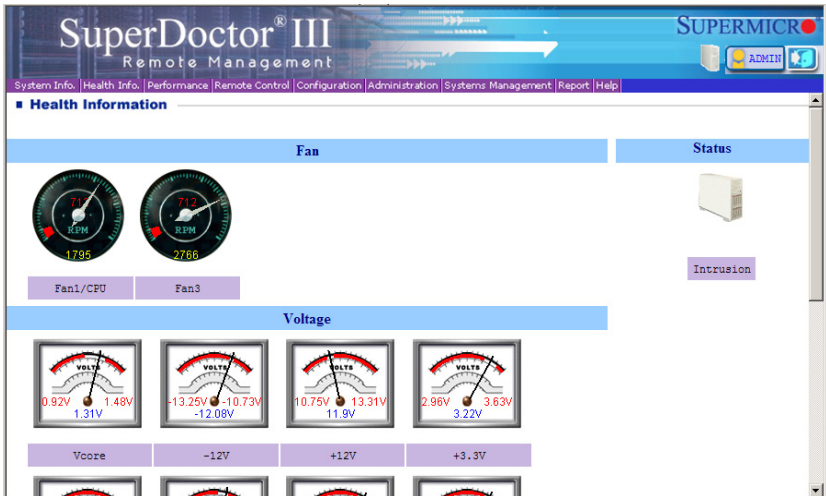 SuperDoctor® III
Remote Management
SUPERMICRO
ADMIN
System Info. Health Info. Performance Remote Control Configuration Administration Systems Management Report Help
Health Information
Fan
Status
712
RPM
1795
712
RPM
2766
Fan1/CPU
Fan3
Intrusion
Voltage
VOLTS
0.92V 1.48V
1.31V
VOLTS
-13.25V -10.73V
-12.08V
VOLTS
10.75V 13.31V
11.9V
VOLTS
2.96V 3.63V
3.22V
Vcore
-12V
+12V
+3.3V